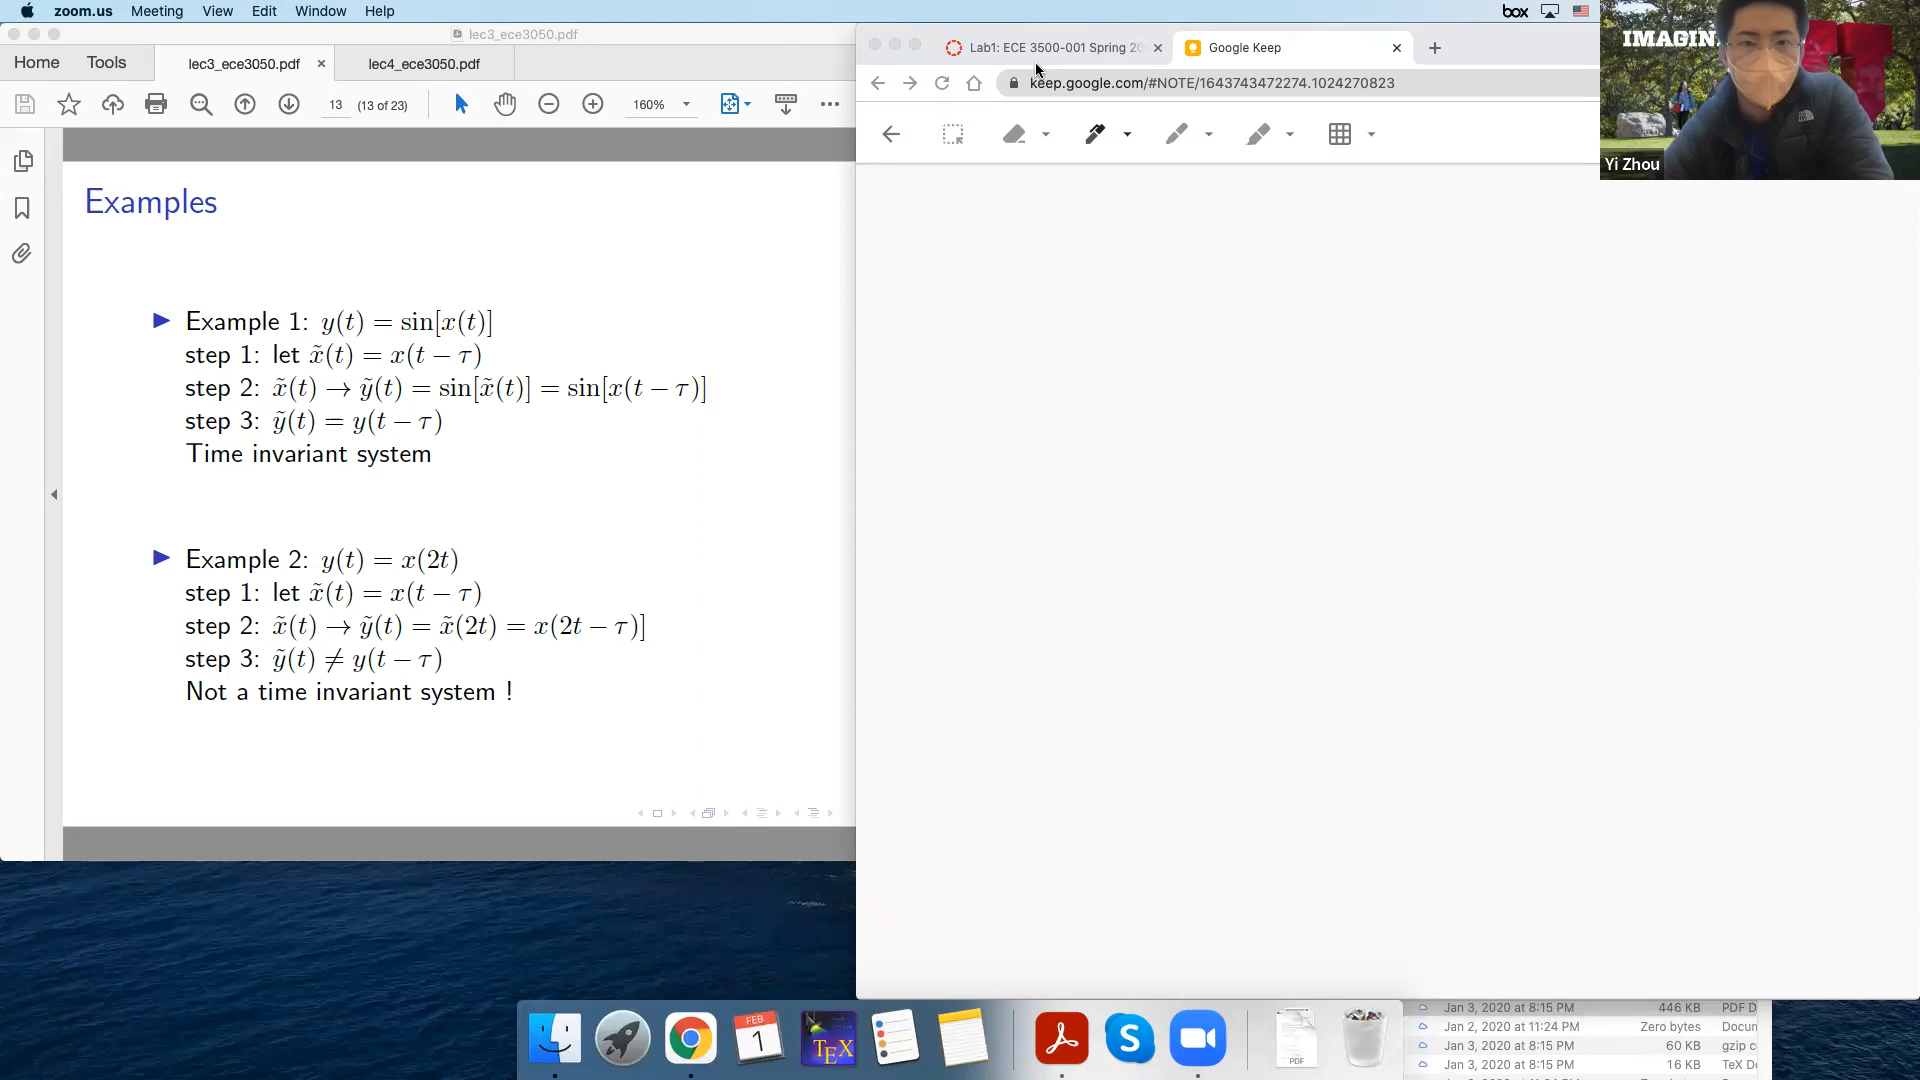 zoom.us Meeting View Edit Window Help
box
lec3_ece3050.pdf
Home Tools lec3_ece3050.pdf × lec4_ece3050.pdf
13 (13 of 23) 160%
Examples
Example 1: y(t) = sin[x(t)]
step 1: let x̃(t) = x(t − τ)
step 2: x̃(t) → ỹ(t) = sin[x̃(t)] = sin[x(t − τ)]
step 3: ỹ(t) = y(t − τ)
Time invariant system
Example 2: y(t) = x(2t)
step 1: let x̃(t) = x(t − τ)
step 2: x̃(t) → ỹ(t) = x̃(2t) = x(2t − τ)]
step 3: ỹ(t) ≠ y(t − τ)
Not a time invariant system !
Lab1: ECE 3500-001 Spring 20 × Google Keep ×
keep.google.com/#NOTE/1643743472274.1024270823
IMAGIN
Yi Zhou
FEB
1
TEX
PDF
Jan 3, 2020 at 8:15 PM 446 KB PDF D
Jan 2, 2020 at 11:24 PM Zero bytes Docum
Jan 3, 2020 at 8:15 PM 60 KB gzip c
Jan 3, 2020 at 8:15 PM 16 KB TeX Do